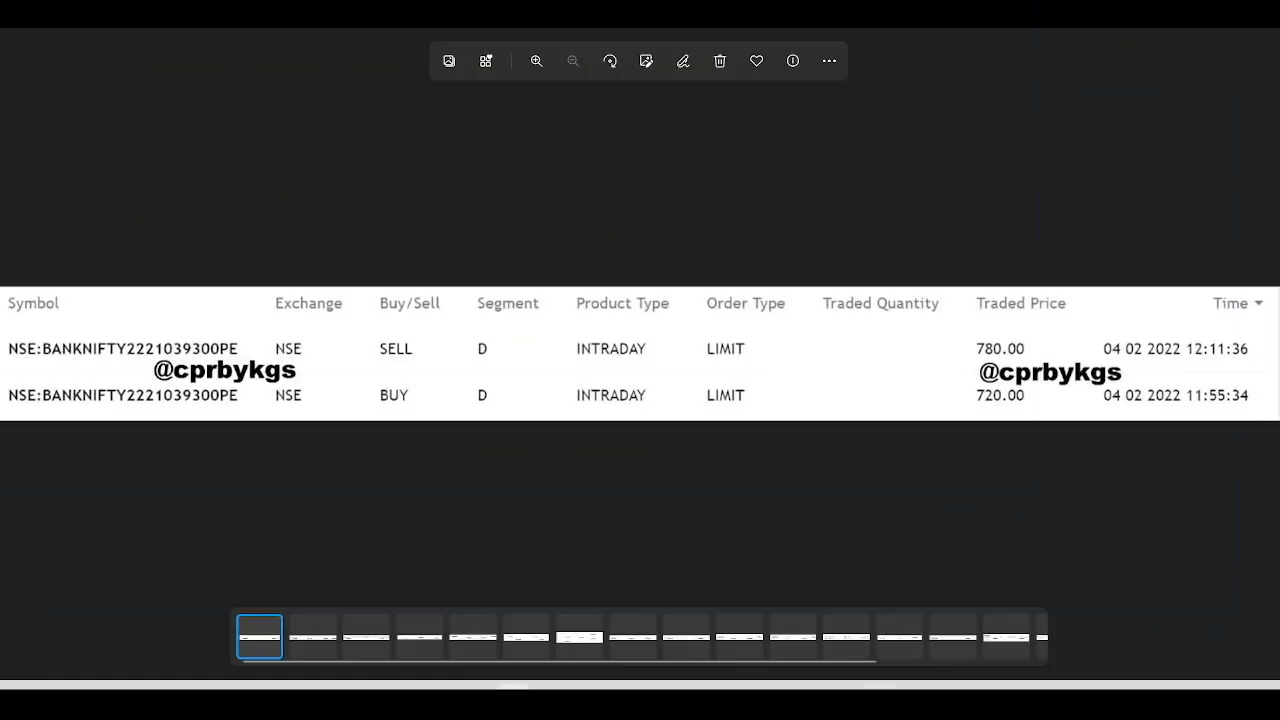 Symbol Exchange Buy/Sell Segment Product Type Order Type Traded Quantity Traded Price Time
NSE:BANKNIFTY2221039300PE NSE SELL D INTRADAY LIMIT 780.00 04 02 2022 12:11:36
@cprbykgs @cprbykgs
NSE:BANKNIFTY2221039300PE NSE BUY D INTRADAY LIMIT 720.00 04 02 2022 11:55:34